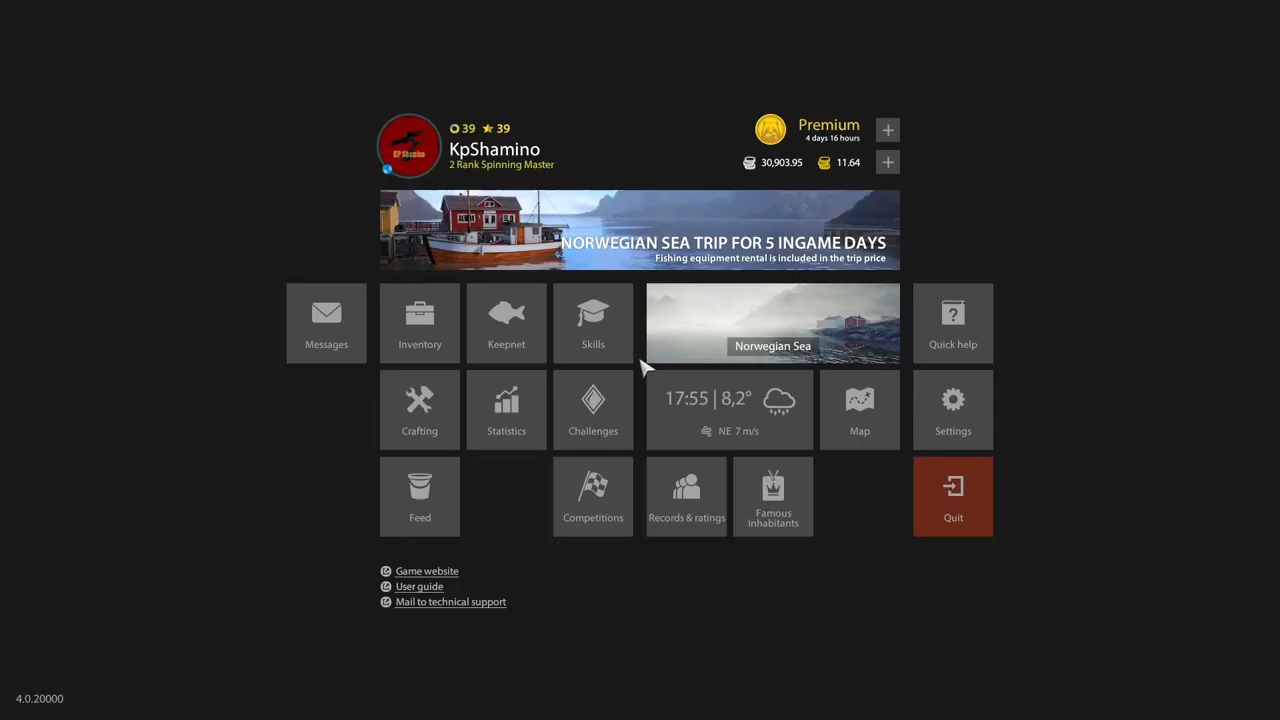 39 39
KpShamino
2 Rank Spinning Master
KP Shamino
Premium
4 days 16 hours
30,903.95 11.64
NORWEGIAN SEA TRIP FOR 5 INGAME DAYS
Fishing equipment rental is included in the trip price
Messages
Inventory
Keepnet
Skills
Norwegian Sea
Quick help
Crafting
Statistics
Challenges
17:55 | 8,2°
NE 7 m/s
Map
Settings
Feed
Competitions
Records & ratings
Famous
inhabitants
Quit
Game website
User guide
Mail to technical support
4.0.20000